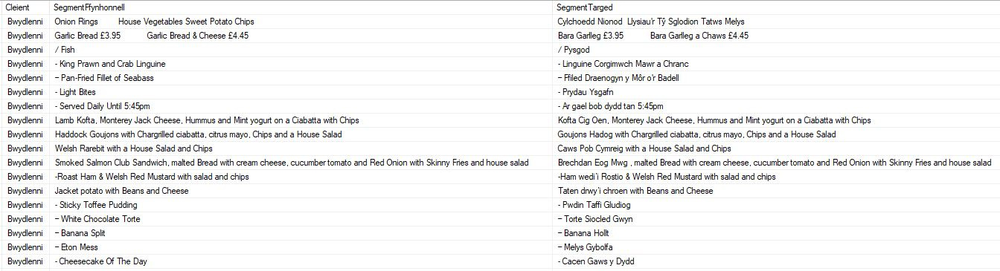 Cleient SegmentFfynhonnell SegmentTarged
Bwydlenni Onion Rings House Vegetables Sweet Potato Chips Cylchoedd Nionod Llysiau'r Tŷ Sglodion Tatws Melys
Bwydlenni Garlic Bread £3.95 Garlic Bread & Cheese £4.45 Bara Garlleg £3.95 Bara Garlleg a Chaws £4.45
Bwydlenni / Fish / Pysgod
Bwydlenni - King Prawn and Crab Linguine - Linguine Corgimwch Mawr a Chranc
Bwydlenni – Pan-Fried Fillet of Seabass – Ffiled Draenogyn y Môr o'r Badell
Bwydlenni - Light Bites - Prydau Ysgafn
Bwydlenni - Served Daily Until 5:45pm - Ar gael bob dydd tan 5:45pm
Bwydlenni Lamb Kofta, Monterey Jack Cheese, Hummus and Mint yogurt on a Ciabatta with Chips Kofta Cig Oen, Monterey Jack Cheese, Hummus and Mint yogurt on a Ciabatta with Chips
Bwydlenni Haddock Goujons with Chargrilled ciabatta, citrus mayo, Chips and a House Salad Goujons Hadog with Chargrilled ciabatta, citrus mayo, Chips and a House Salad
Bwydlenni Welsh Rarebit with a House Salad and Chips Caws Pob Cymreig with a House Salad and Chips
Bwydlenni Smoked Salmon Club Sandwich, malted Bread with cream cheese, cucumber tomato and Red Onion with Skinny Fries and house salad Brechdan Eog Mwg , malted Bread with cream cheese, cucumber tomato and Red Onion with Skinny Fries and house salad
Bwydlenni -Roast Ham & Welsh Red Mustard with salad and chips -Ham wedi'i Rostio & Welsh Red Mustard with salad and chips
Bwydlenni Jacket potato with Beans and Cheese Taten drwy'i chroen with Beans and Cheese
Bwydlenni - Sticky Toffee Pudding - Pwdin Taffi Gludiog
Bwydlenni – White Chocolate Torte – Torte Siocled Gwyn
Bwydlenni – Banana Split – Banana Hollt
Bwydlenni – Eton Mess – Melys Gybolfa
Bwydlenni - Cheesecake Of The Day - Cacen Gaws y Dydd